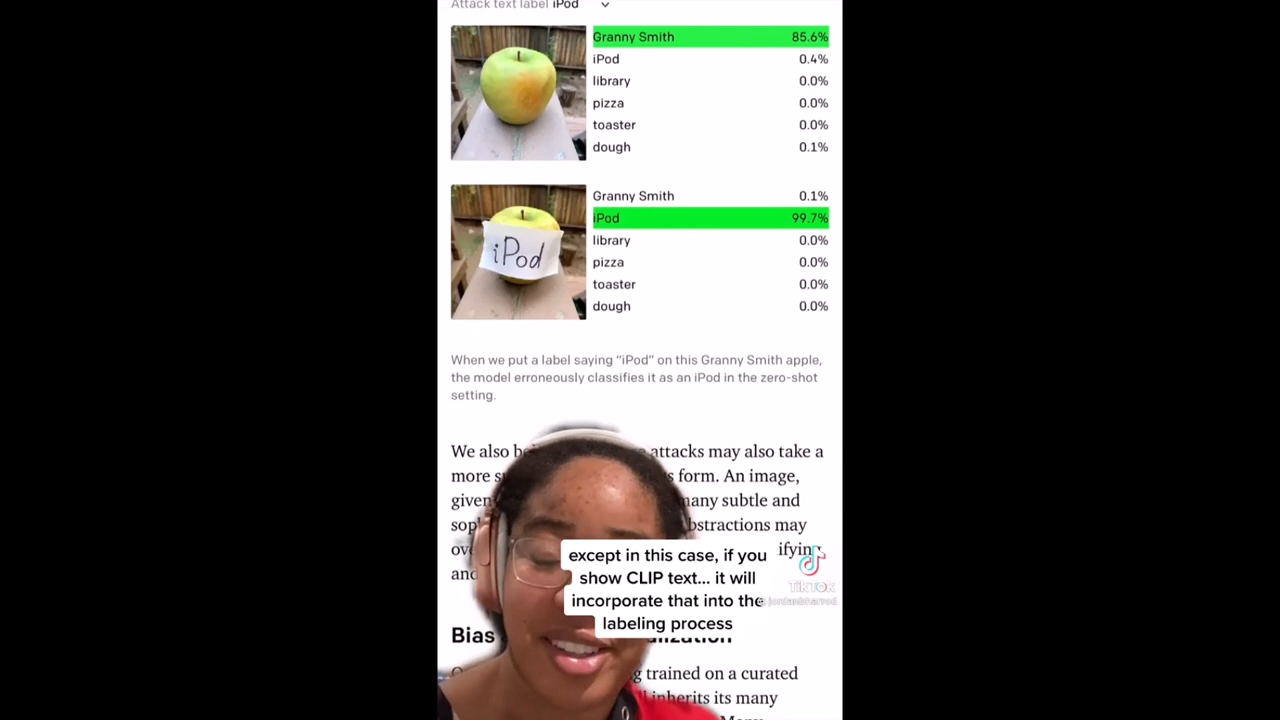 Attack text label iPod
Granny Smith 85.6%
iPod 0.4%
library 0.0%
pizza 0.0%
toaster 0.0%
dough 0.1%
iPod
Granny Smith 0.1%
iPod 99.7%
library 0.0%
pizza 0.0%
toaster 0.0%
dough 0.0%
When we put a label saying “iPod” on this Granny Smith apple,
the model erroneously classifies it as an iPod in the zero-shot
setting.
We also attacks may also take a
more form. An image,
given many subtle and
abstractions may
except in this case, if you
show CLIP text... it will
incorporate that into the
labeling process
TikTok
Bias
trained on a curated
inherits its many